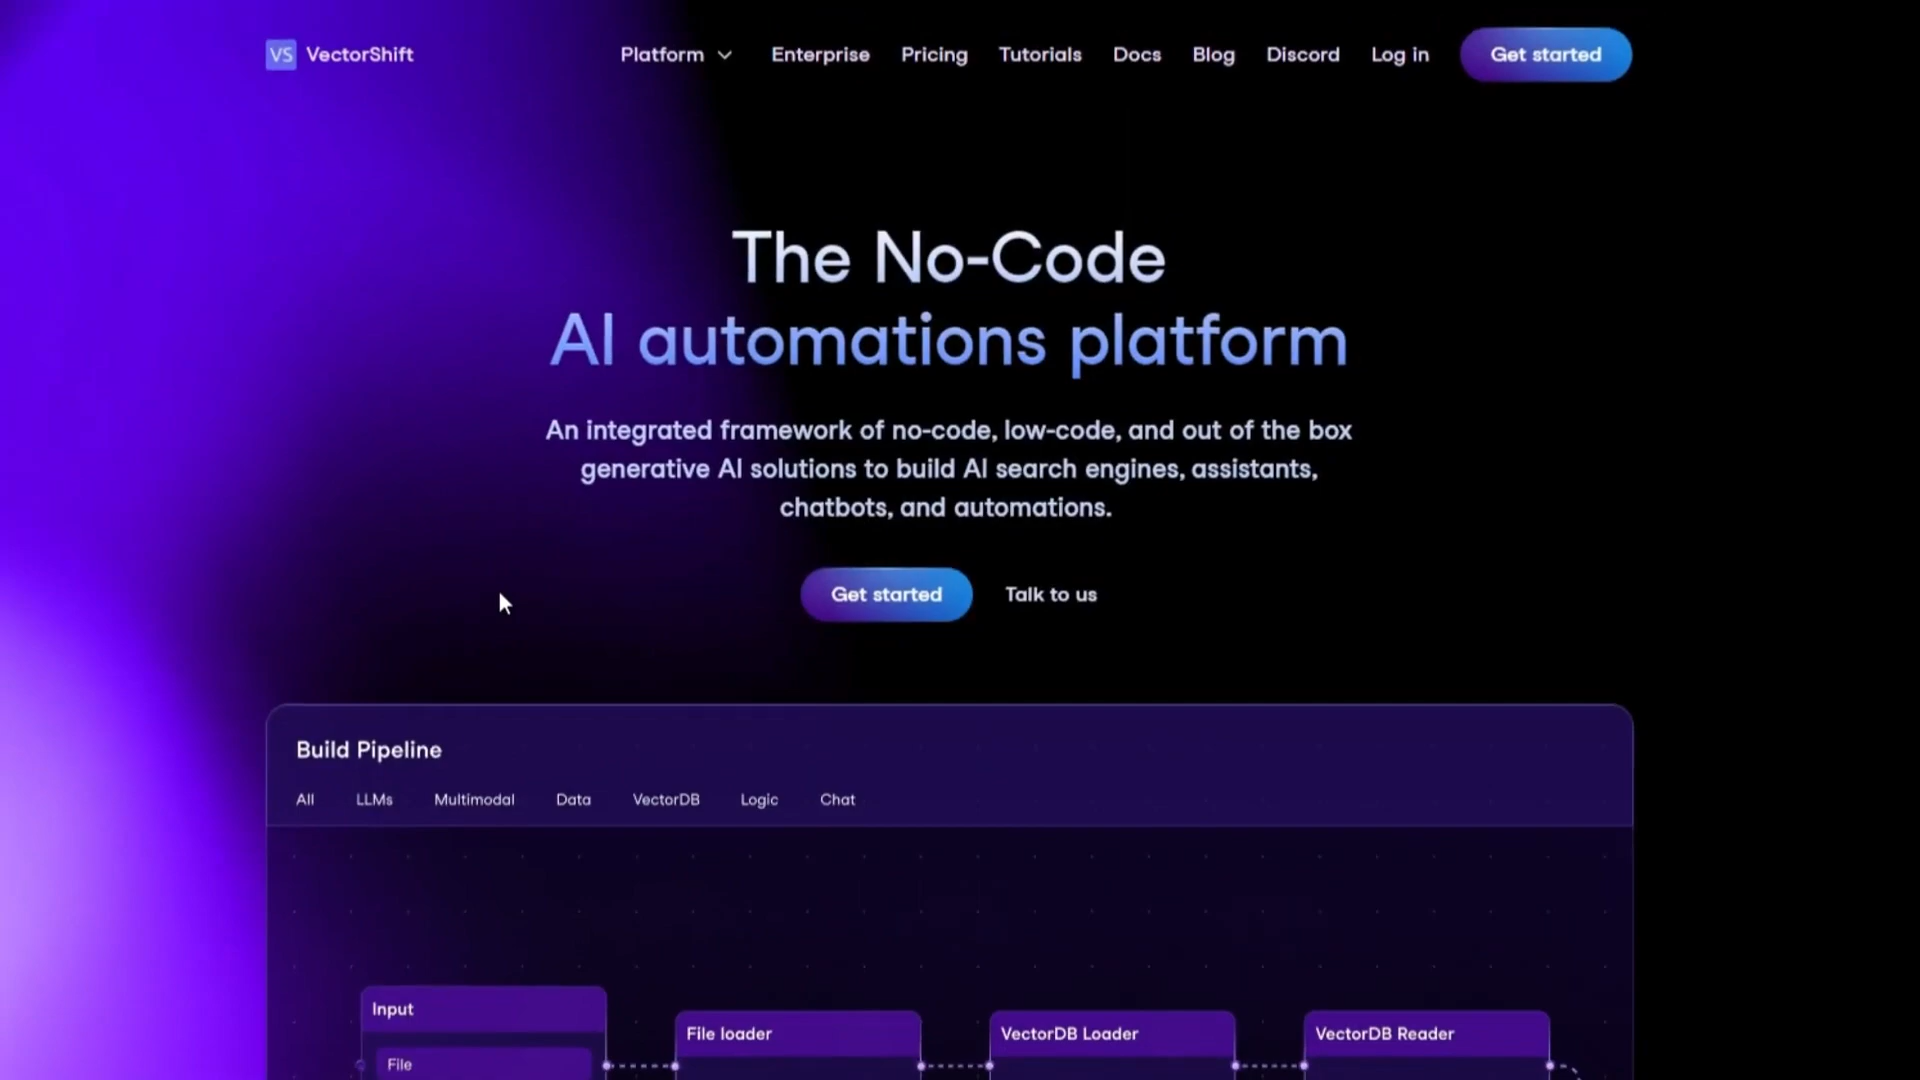 VS VectorShift
Platform Enterprise Pricing Tutorials Docs Blog Discord Log in Get started
The No-Code
AI automations platform
An integrated framework of no-code, low-code, and out of the box
generative AI solutions to build AI search engines, assistants,
chatbots, and automations.
Get started Talk to us
Build Pipeline
All LLMs Multimodal Data VectorDB Logic Chat
Input
File loader VectorDB Loader VectorDB Reader
File